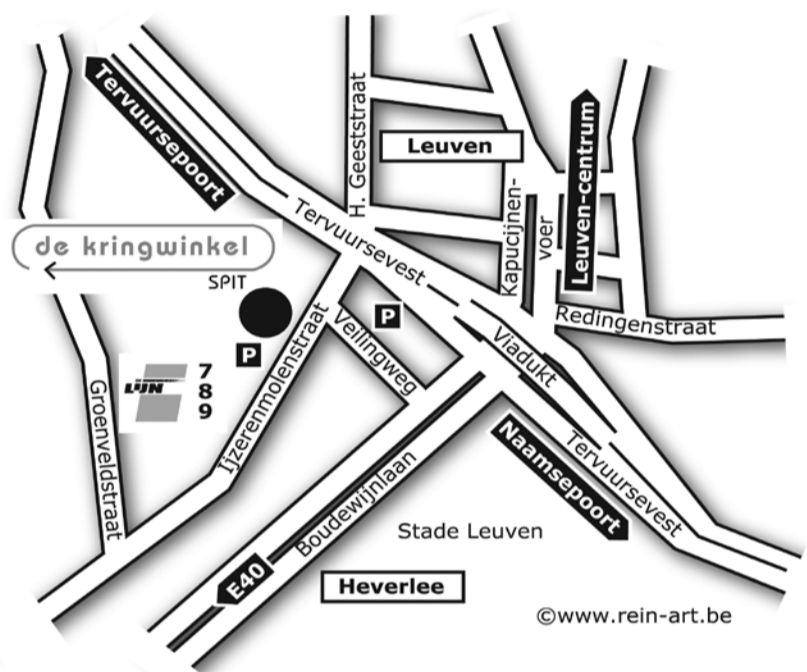 Tervuursepoort
H. Geeststraat
Leuven
Leuven-centrum
Kapucijnen-
voer
Tervuursevest
de kringwinkel
SPIT
P
P
Veilingweg
Viadukt
Redingenstraat
LIJN
7
8
9
Groenveldstraat
Ijzerenmolenstraat
Naamsepoort
Tervuursevest
Boudewijnlaan
Stade Leuven
E40
Heverlee
©www.rein-art.be